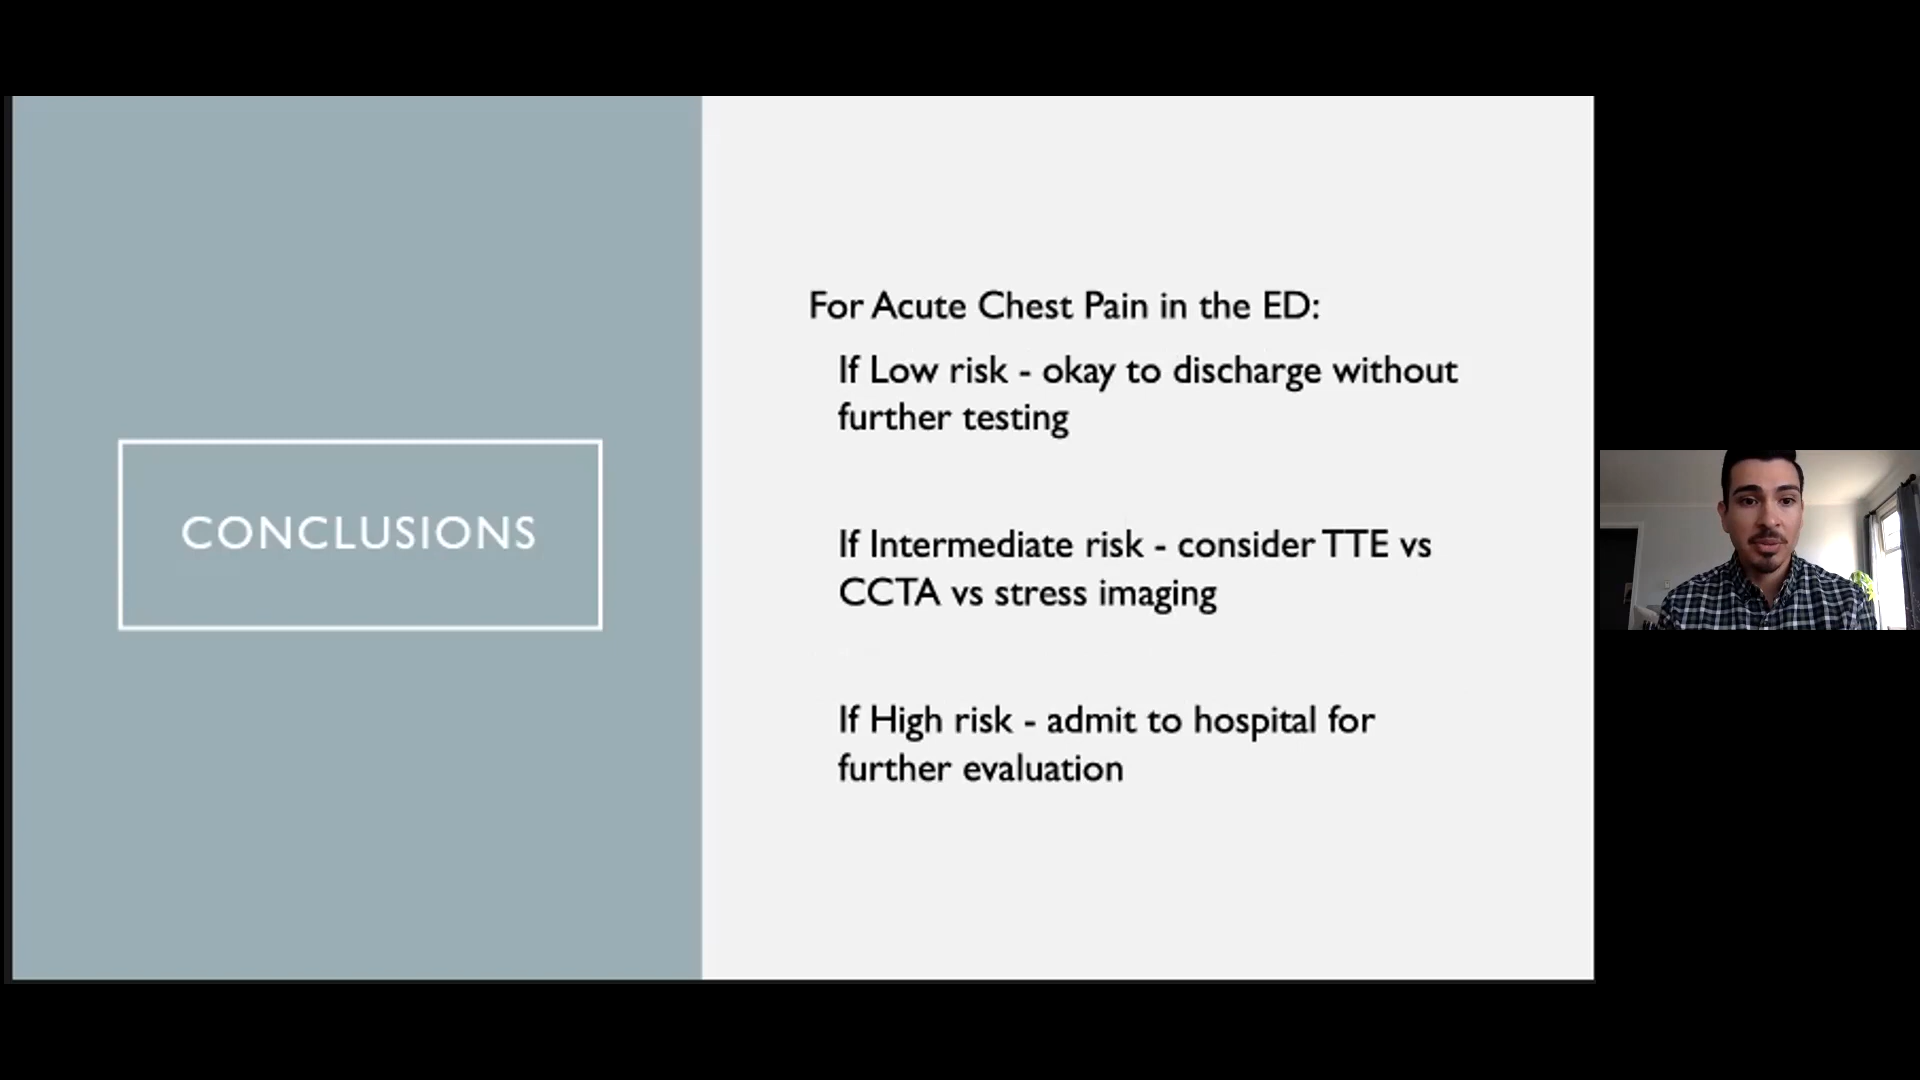 CONCLUSIONS
For Acute Chest Pain in the ED:
If Low risk - okay to discharge without
further testing
If Intermediate risk - consider TTE vs
CCTA vs stress imaging
If High risk - admit to hospital for
further evaluation